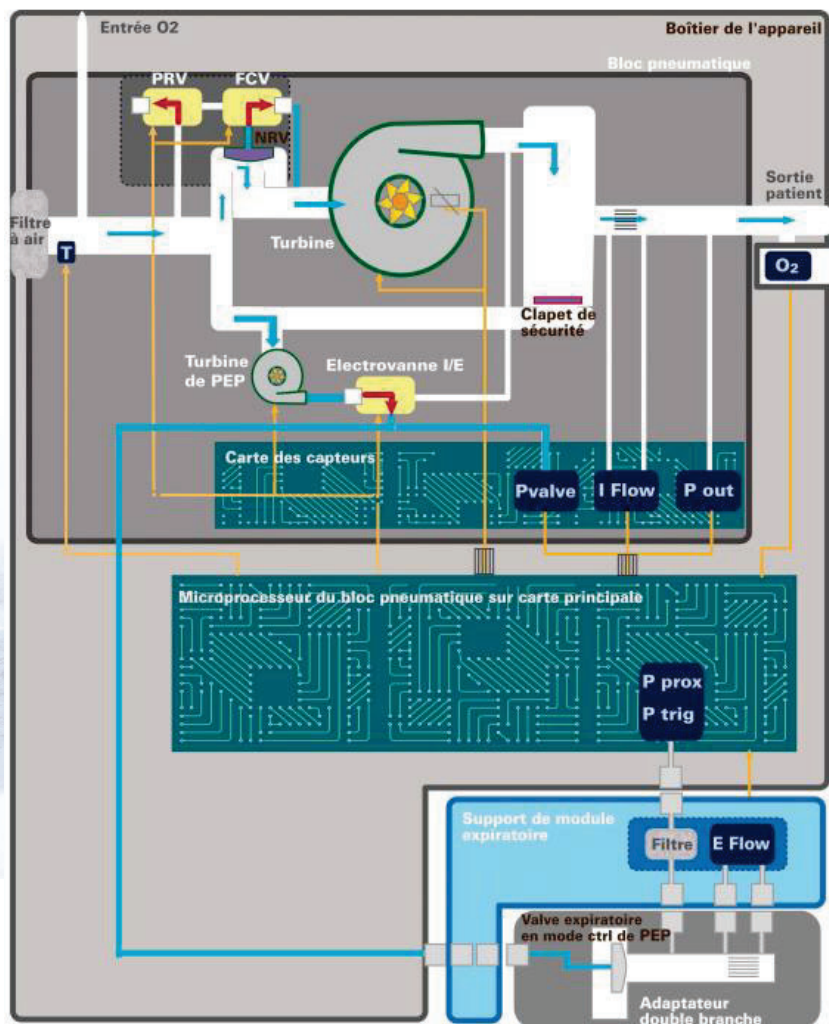 Entrée O2
Boîtier de l'appareil
Bloc pneumatique
PRV
FCV
NRV
Sortie
patient
Filtre
à air
T
Turbine
O2
Clapet de
sécurité
Turbine
de PEP
Electrovanne I/E
Carte des capteurs
Pvalve
I Flow
P out
Microprocesseur du bloc pneumatique sur carte principale
P prox
P trig
Support de module
expiratoire
Filtre
E Flow
Valve expiratoire
en mode ctrl de PEP
Adaptateur
double branche